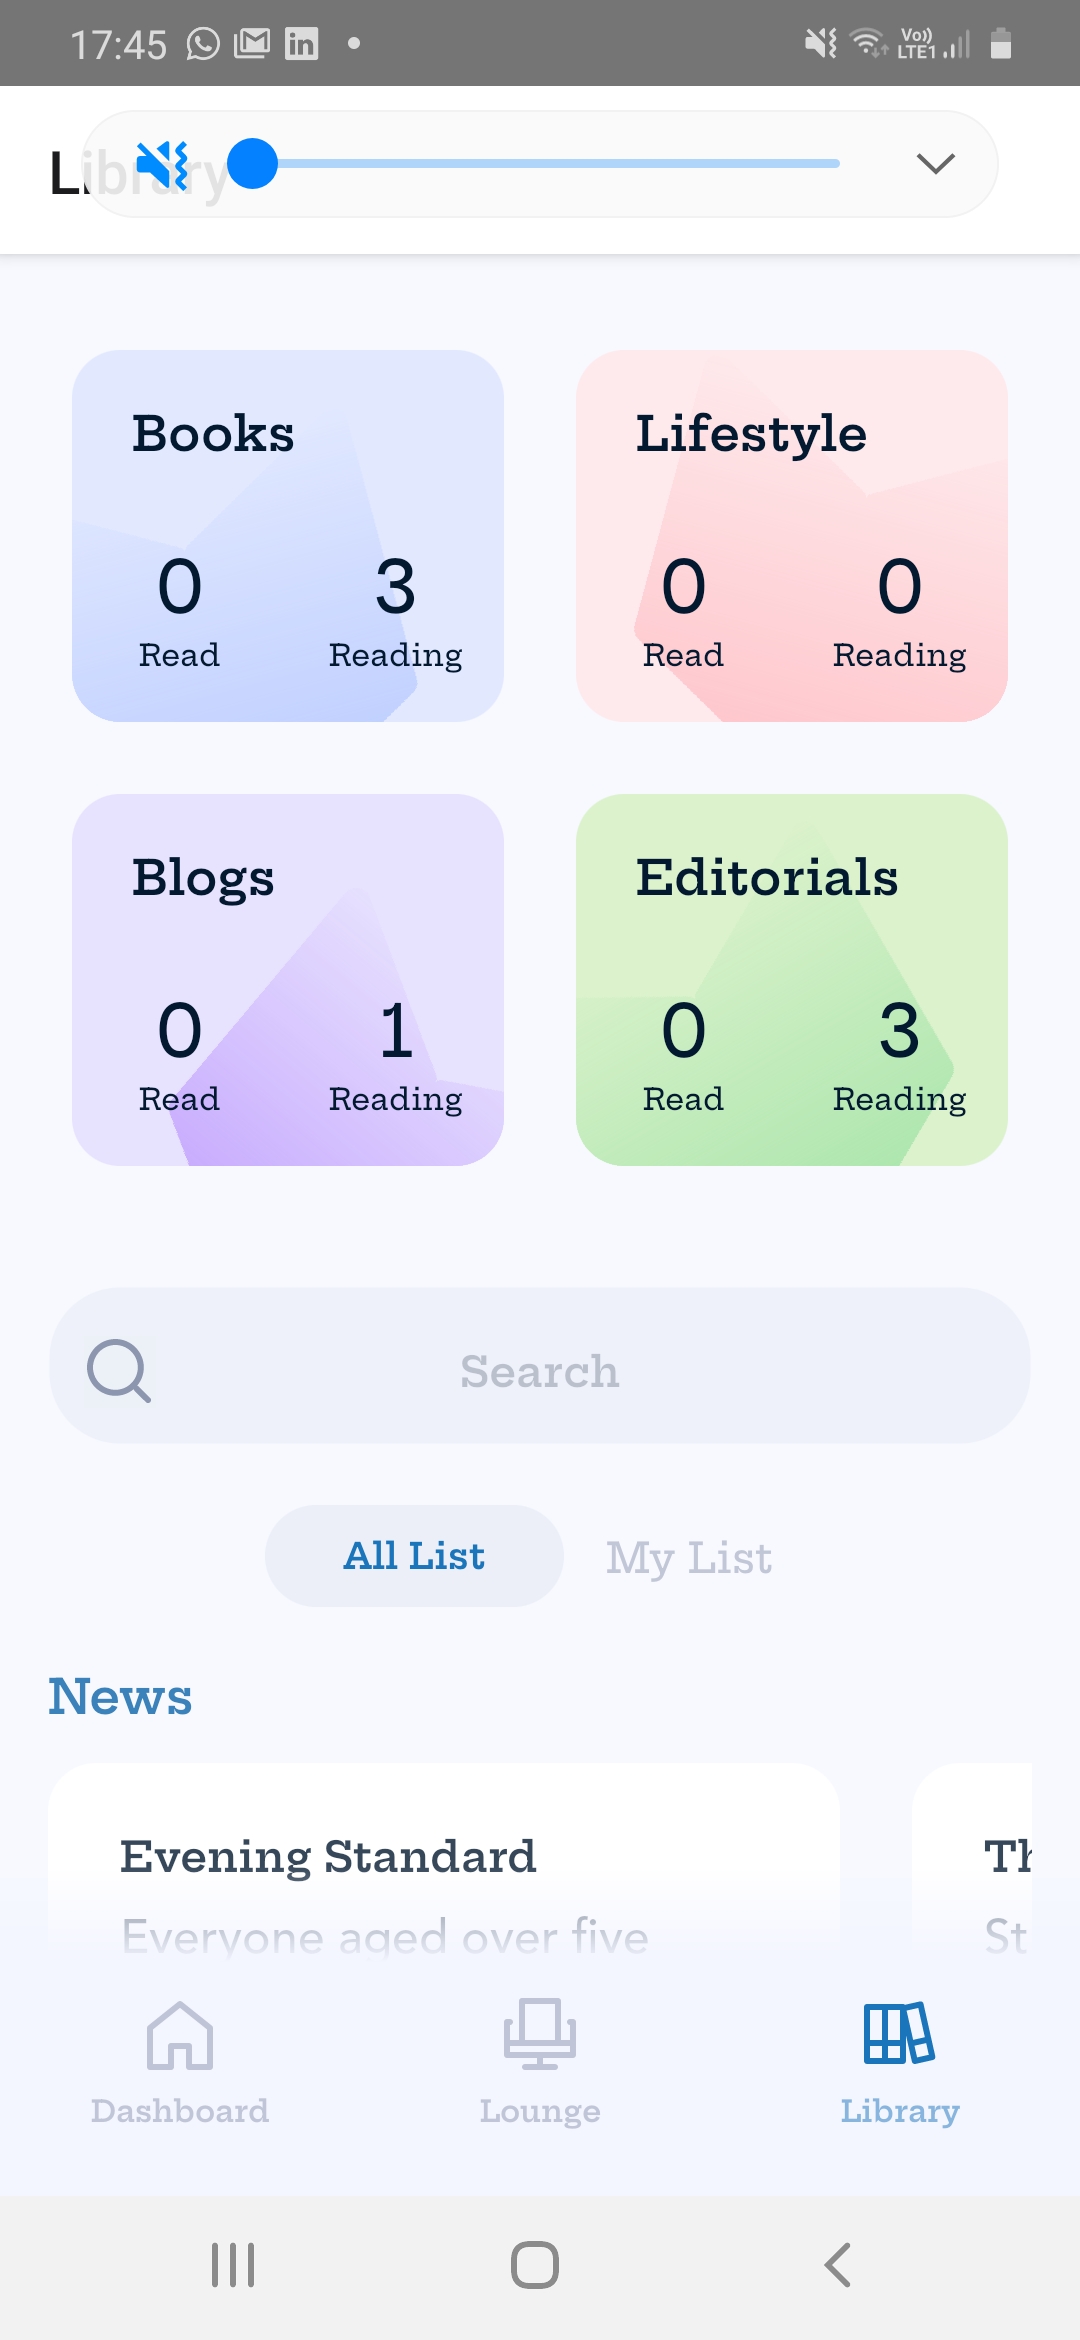 17:45
Vo))
LTE1
Library
Books
Lifestyle
0 3
Read Reading
0 0
Read Reading
Blogs
Editorials
0 1
Read Reading
0 3
Read Reading
Search
All List My List
News
Evening Standard
Everyone aged over five
Th
St
Dashboard Lounge Library